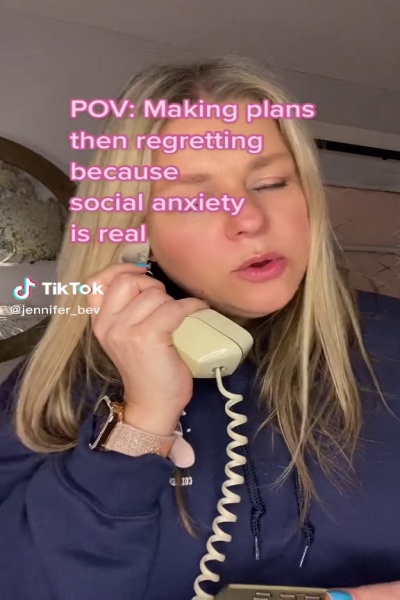 POV: Making plans
then regretting
because
social anxiety
is real
TikTok
@jennifer_bev